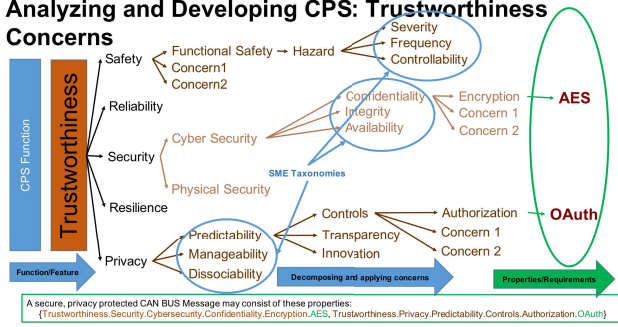 Analyzing and Developing CPS: Trustworthiness
Concerns
CPS Function
Trustworthiness
Safety
Reliability
Security
Resilience
Privacy
Functional Safety
Concern1
Concern2
Hazard
Severity
Frequency
Controllability
Cyber Security
Physical Security
Confidentiality
Integrity
Availability
Encryption
Concern 1
Concern 2
AES
SME Taxonomies
Predictability
Manageability
Dissociability
Controls
Transparency
Innovation
Authorization
Concern 1
Concern 2
OAuth
Function/Feature
Decomposing and applying concerns
Properties/Requirements
A secure, privacy protected CAN BUS Message may consist of these properties:
{Trustworthiness.Security.Cybersecurity.Confidentiality.Encryption.AES, Trustworthiness.Privacy.Predictability.Controls.Authorization.OAuth}